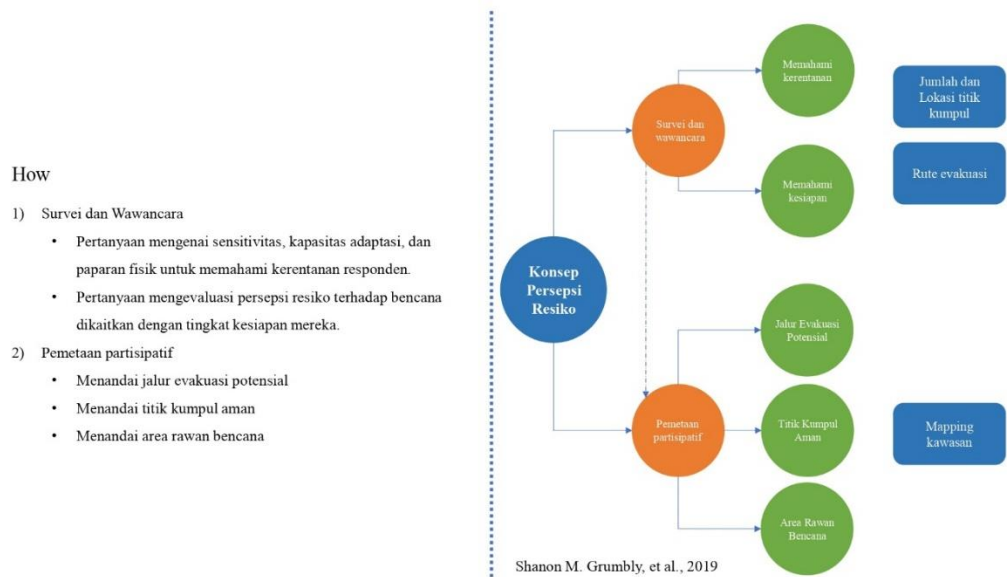 How
1) Survei dan Wawancara
• Pertanyaan mengenai sensitivitas, kapasitas adaptasi, dan
paparan fisik untuk memahami kerentanan responden.
• Pertanyaan mengevaluasi persepsi resiko terhadap bencana
dikaitkan dengan tingkat kesiapan mereka.
2) Pemetaan partisipatif
• Menandai jalur evakuasi potensial
• Menandai titik kumpul aman
• Menandai area rawan bencana
Konsep
Persepsi
Resiko
Survei dan
wawancara
Memahami
kerentanan
Memahami
kesiapan
Pemetaan
partisipatif
Jalur Evakuasi
Potensial
Titik Kumpul
Aman
Area Rawan
Bencana
Jumlah dan
Lokasi titik
kumpul
Rute evakuasi
Mapping
kawasan
Shanon M. Grumbly, et al., 2019